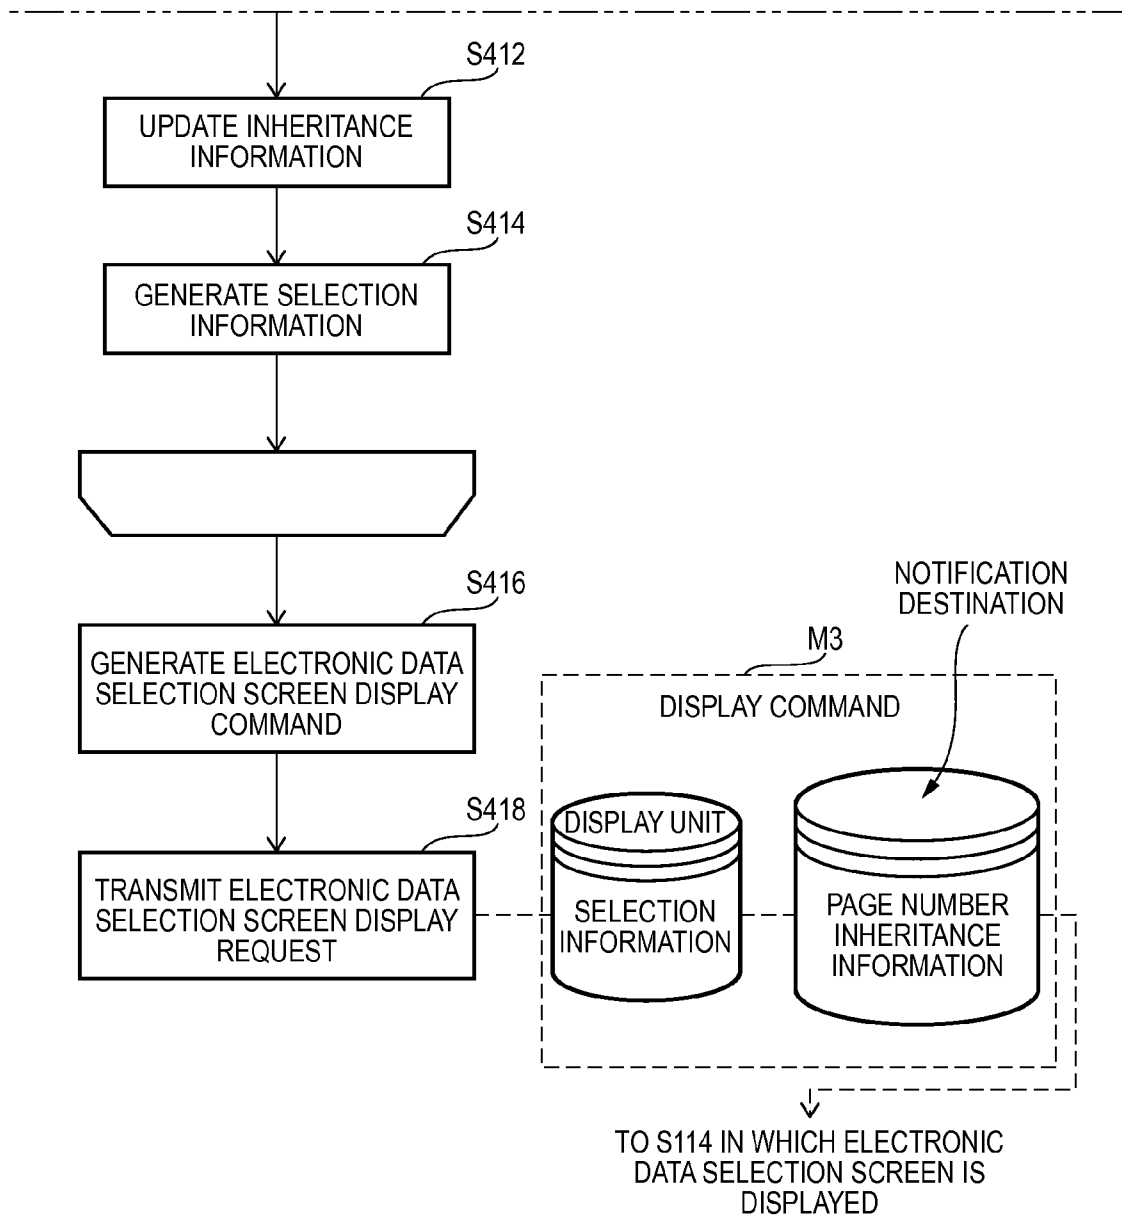 S412
UPDATE INHERITANCE
INFORMATION
S414
GENERATE SELECTION
INFORMATION
S416
GENERATE ELECTRONIC DATA
SELECTION SCREEN DISPLAY
COMMAND
NOTIFICATION
DESTINATION
M3
DISPLAY COMMAND
S418
TRANSMIT ELECTRONIC DATA
SELECTION SCREEN DISPLAY
REQUEST
DISPLAY UNIT
SELECTION
INFORMATION
PAGE NUMBER
INHERITANCE
INFORMATION
TO S114 IN WHICH ELECTRONIC
DATA SELECTION SCREEN IS
DISPLAYED